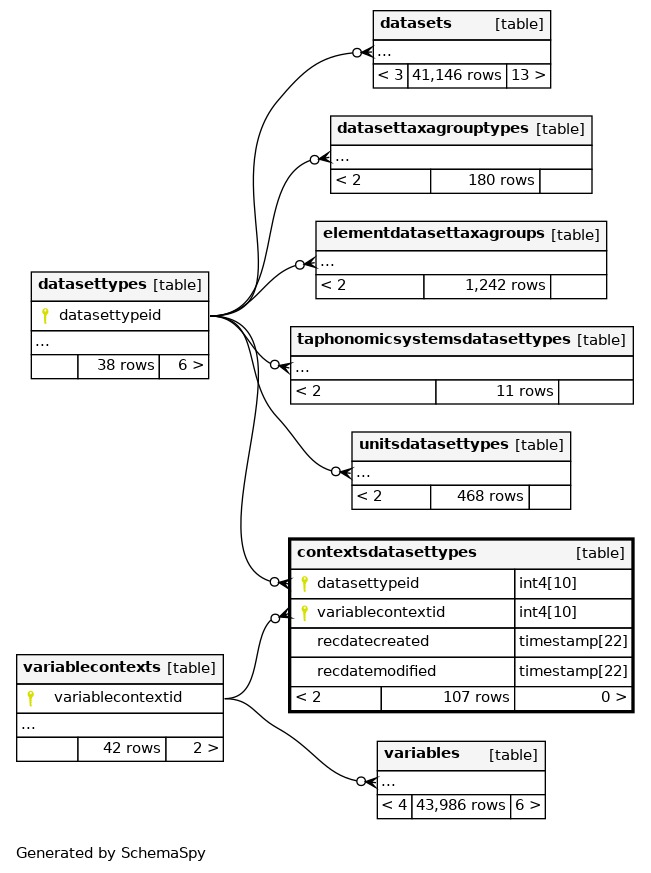 datasets [table]
...
< 3 41,146 rows 13 >
datasettaxagrouptypes [table]
...
< 2 180 rows
elementdatasettaxagroups [table]
...
< 2 1,242 rows
datasettypes [table]
datasettypeid
...
38 rows 6 >
taphonomicsystemsdatasettypes [table]
...
< 2 11 rows
unitsdatasettypes [table]
...
< 2 468 rows
contextsdatasettypes [table]
datasettypeid int4[10]
variablecontextid int4[10]
recdatecreated timestamp[22]
recdatemodified timestamp[22]
< 2 107 rows 0 >
variablecontexts [table]
variablecontextid
...
42 rows 2 >
variables [table]
...
< 4 43,986 rows 6 >
Generated by SchemaSpy